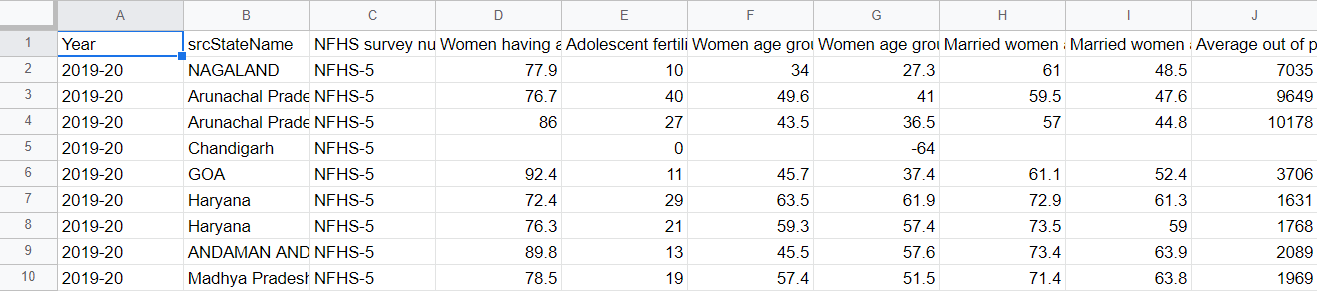 A B C D E F G H I J
1 Year srcStateName NFHS survey nu Women having a Adolescent fertili Women age grou Women age grou Married women a Married women a Average out of p
2 2019-20 NAGALAND NFHS-5 77.9 10 34 27.3 61 48.5 7035
3 2019-20 Arunachal Prade NFHS-5 76.7 40 49.6 41 59.5 47.6 9649
4 2019-20 Arunachal Prade NFHS-5 86 27 43.5 36.5 57 44.8 10178
5 2019-20 Chandigarh NFHS-5 0 -64
6 2019-20 GOA NFHS-5 92.4 11 45.7 37.4 61.1 52.4 3706
7 2019-20 Haryana NFHS-5 72.4 29 63.5 61.9 72.9 61.3 1631
8 2019-20 Haryana NFHS-5 76.3 21 59.3 57.4 73.5 59 1768
9 2019-20 ANDAMAN AND NFHS-5 89.8 13 45.5 57.6 73.4 63.9 2089
10 2019-20 Madhya Pradesh NFHS-5 78.5 19 57.4 51.5 71.4 63.8 1969